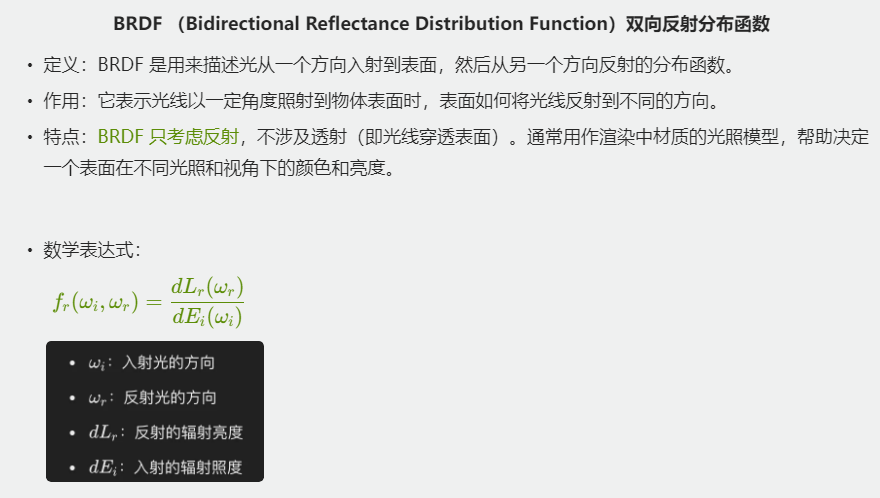 BRDF （Bidirectional Reflectance Distribution Function）双向反射分布函数
• 定义：BRDF 是用来描述光从一个方向入射到表面，然后从另一个方向反射的分布函数。
• 作用：它表示光线以一定角度照射到物体表面时，表面如何将光线反射到不同的方向。
• 特点：BRDF 只考虑反射，不涉及透射（即光线穿透表面）。通常用作渲染中材质的光照模型，帮助决定
一个表面在不同光照和视角下的颜色和亮度。
• 数学表达式：
f_r(ω_i, ω_r) = dL_r(ω_r) / dE_i(ω_i)
• ω_i：入射光的方向
• ω_r：反射光的方向
• dL_r：反射的辐射亮度
• dE_i：入射的辐射照度